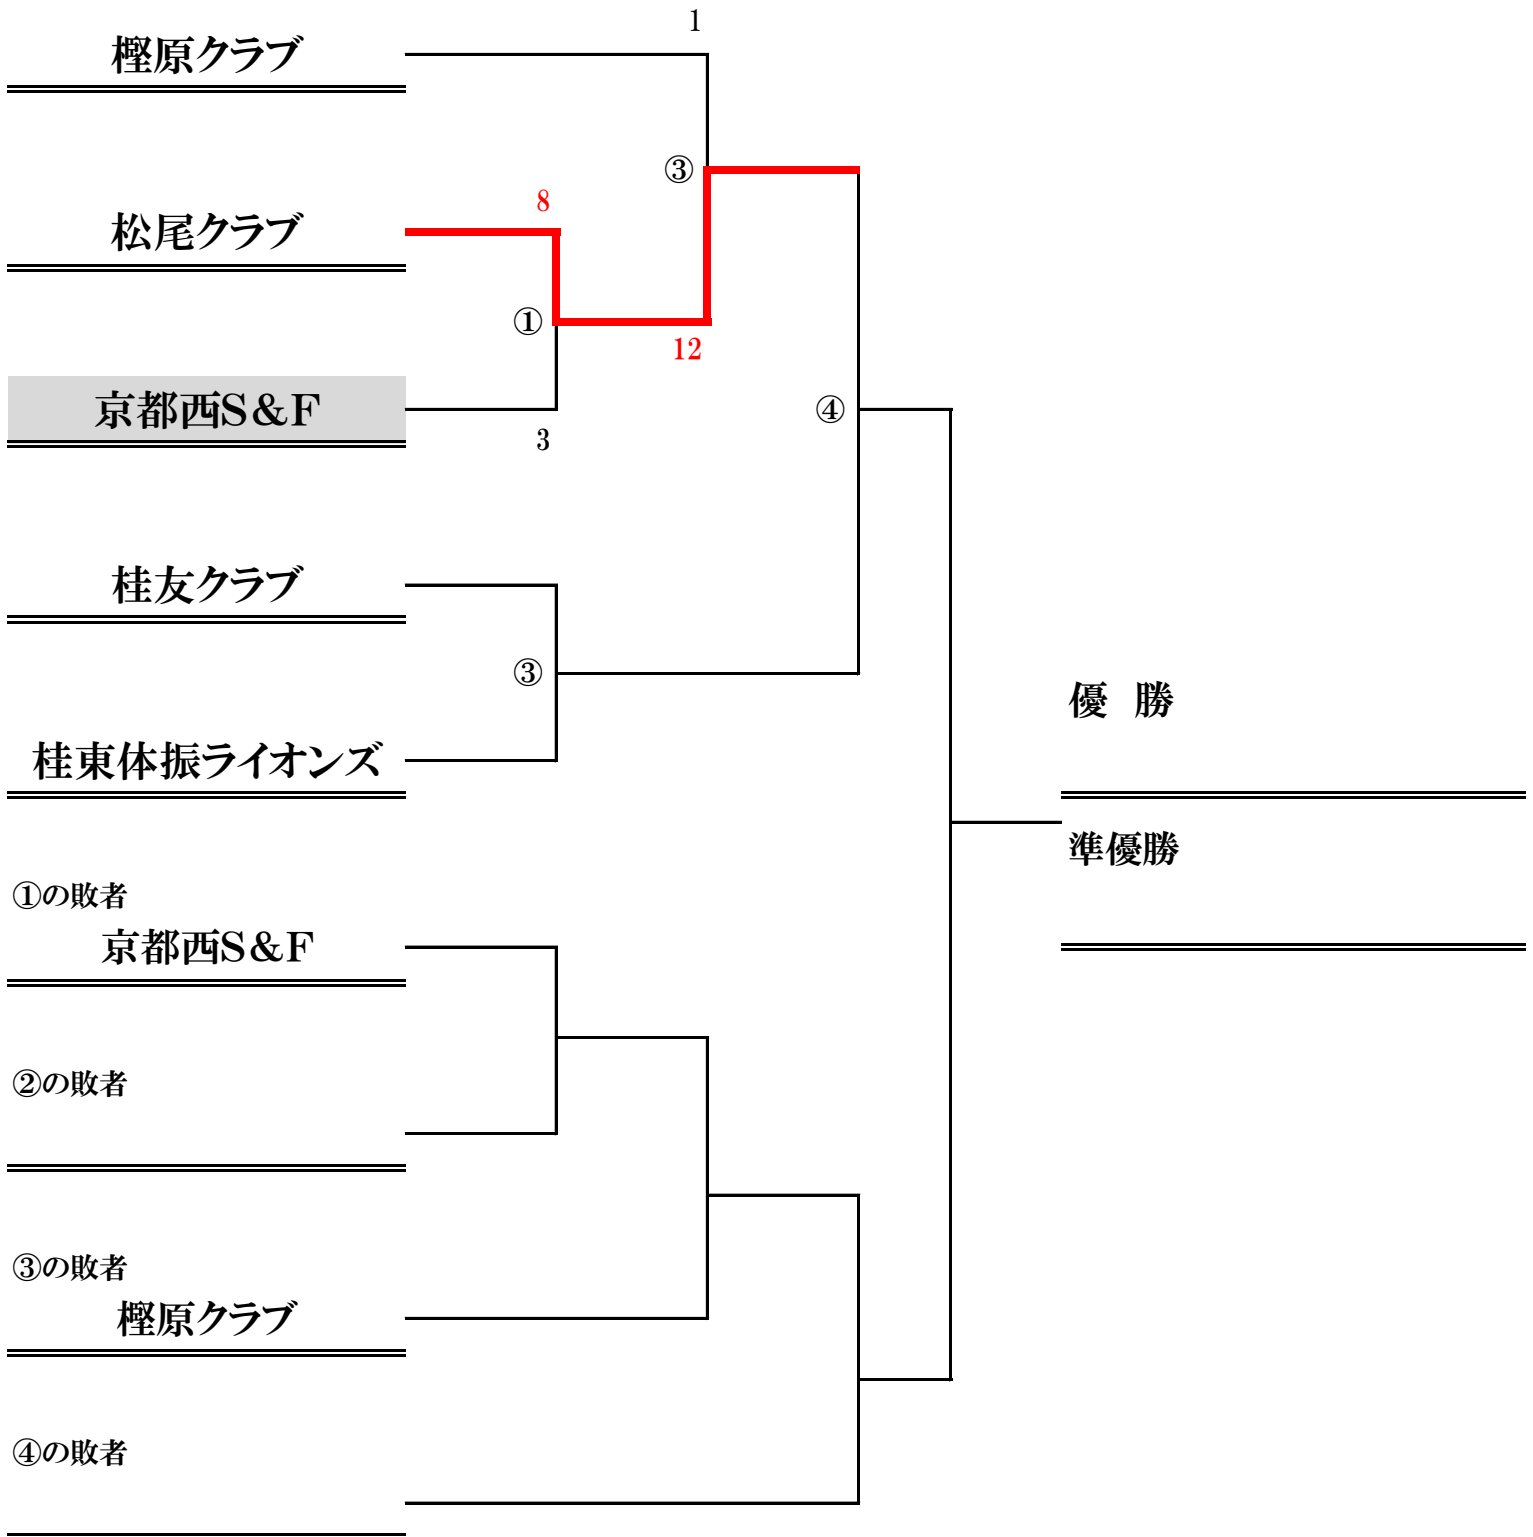 1
樫原クラブ
③
8
松尾クラブ
①
12
京都西S&F
④
3
桂友クラブ
③
優 勝
桂東体振ライオンズ
準優勝
①の敗者
京都西S&F
②の敗者
③の敗者
樫原クラブ
④の敗者